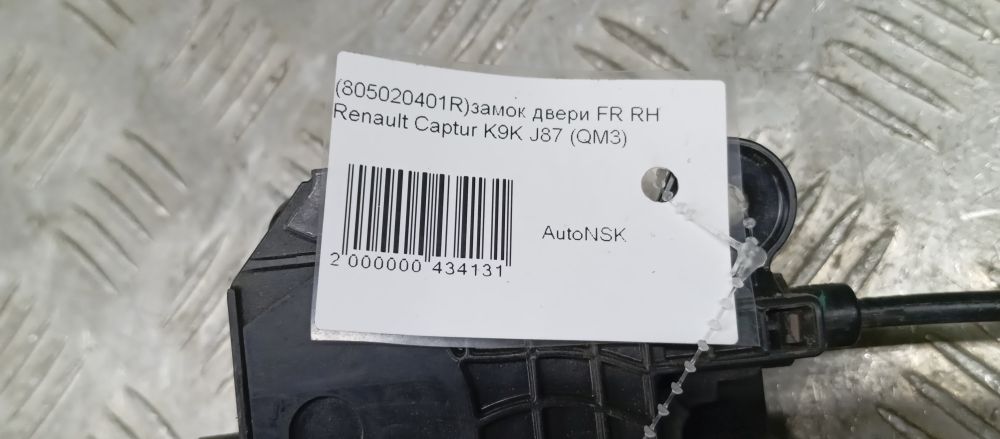 (805020401R)замок двери FR RH
Renault Captur K9K J87 (QM3)
AutoNSK
2 000000 434131